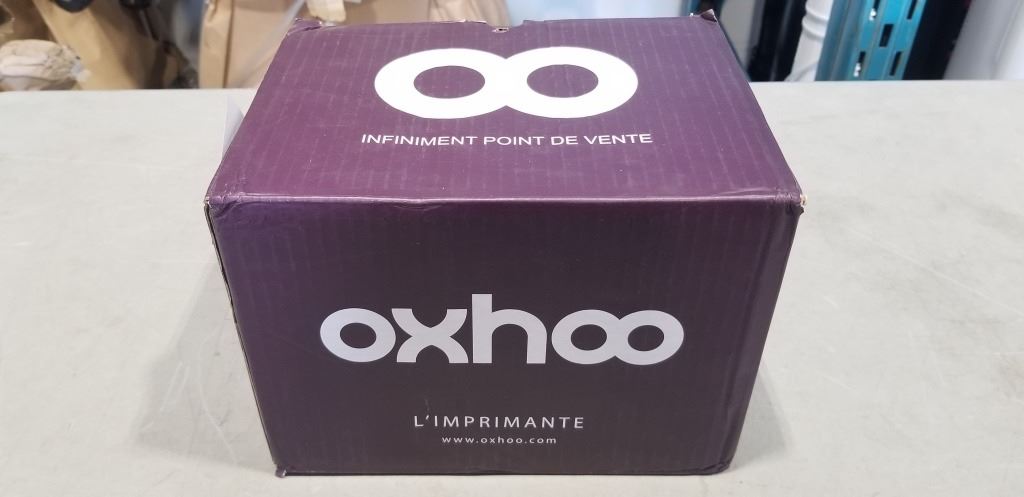 INFINIMENT POINT DE VENTE
oxhoo
L'IMPRIMANTE
www.oxhoo.com